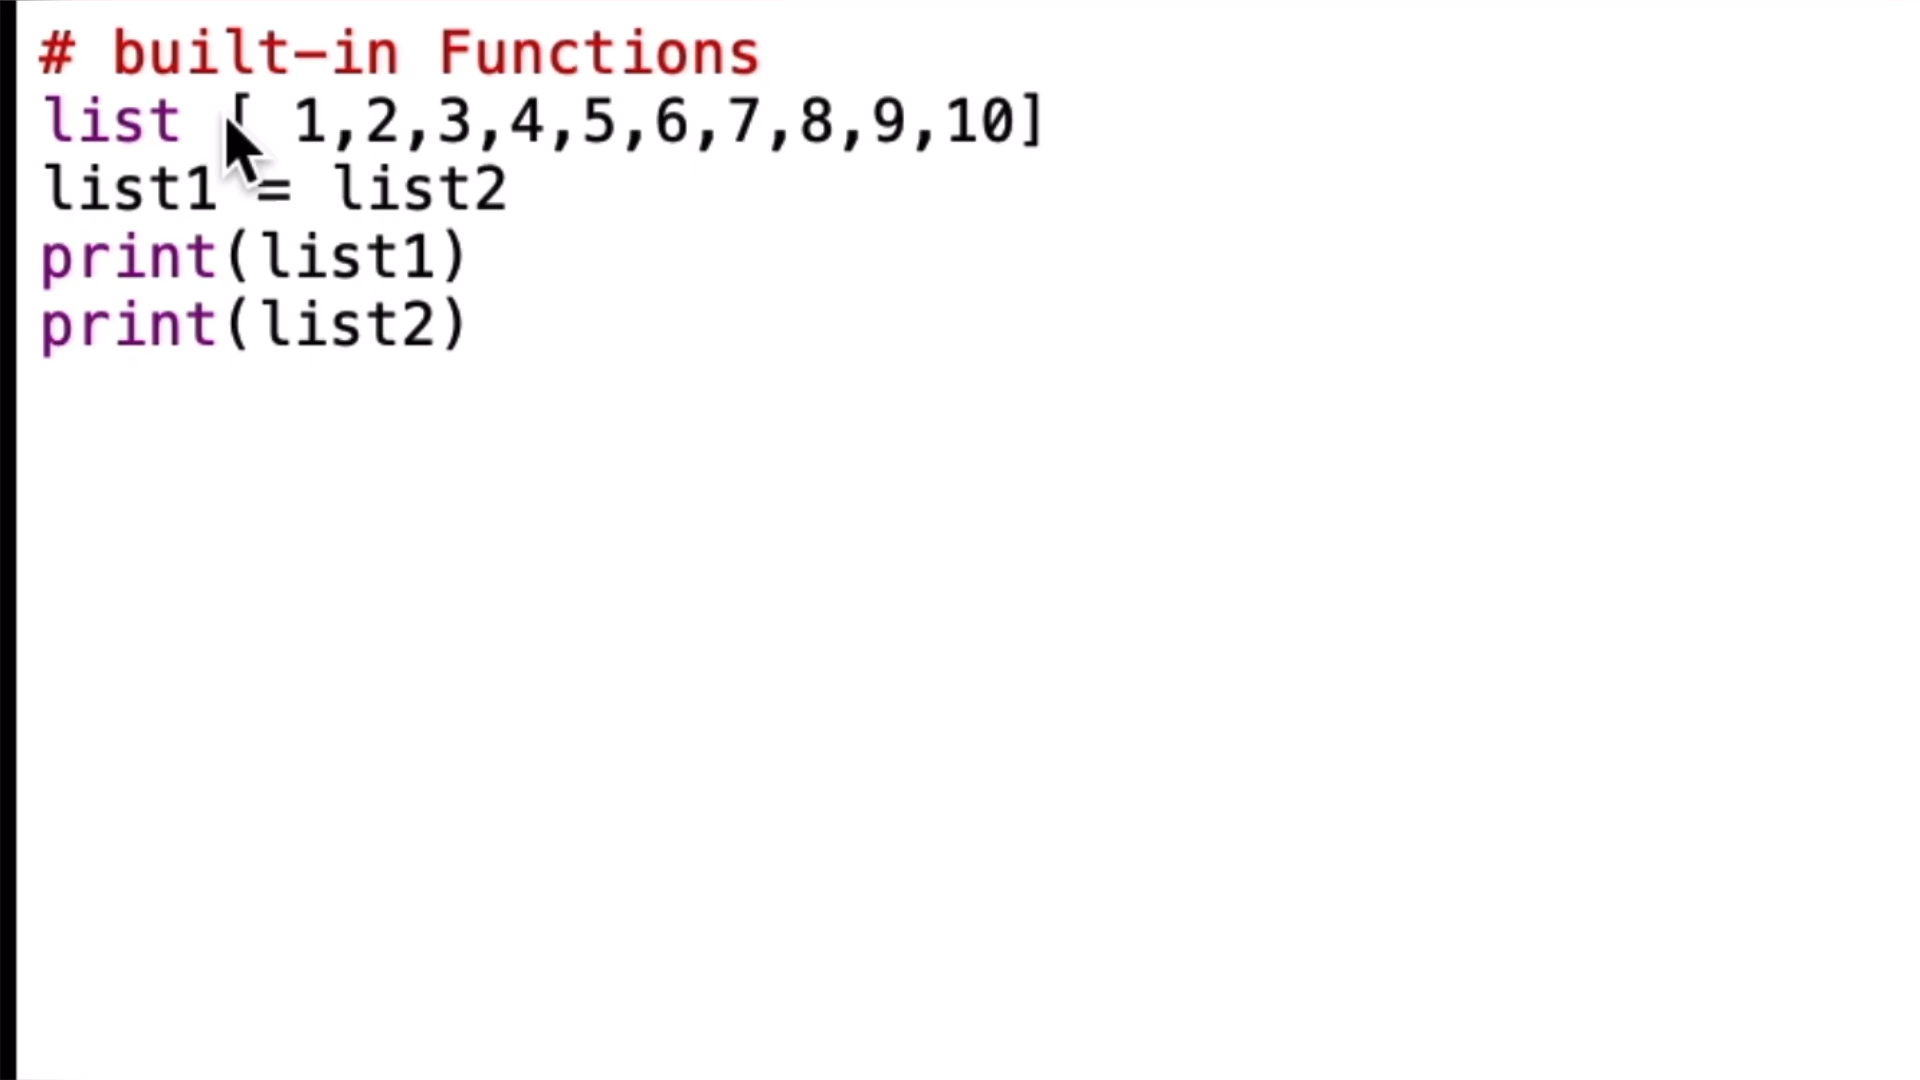 # built-in Functions
list [ 1,2,3,4,5,6,7,8,9,10]
list1 = list2
print(list1)
print(list2)